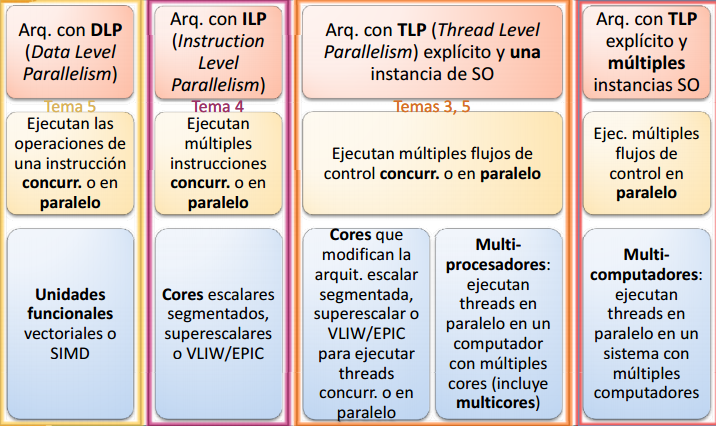 Arq. con DLP
(Data Level
Parallelism)
Tema 5
Ejecutan las
operaciones de
una instrucción
concurr. o en
paralelo
Unidades
funcionales
vectoriales o
SIMD
Arq. con ILP
(Instruction
Level
Parallelism)
Tema 4
Ejecutan
múltiples
instrucciones
concurr. o en
paralelo
Cores escalares
segmentados,
superescalares
o VLIW/EPIC
Arq. con TLP (Thread Level
Parallelism) explícito y una
instancia de SO
Temas 3, 5
Ejecutan múltiples flujos de
control concurr. o en paralelo
Cores que
modifican la
arquit. escalar
segmentada,
superescalar o
VLIW/EPIC
para ejecutar
threads
concurr. o en
paralelo
Multi-
procesadores:
ejecutan
threads en
paralelo en un
computador
con múltiples
cores (incluye
multicores)
Arq. con TLP
explícito y
múltiples
instancias SO
Ejec. múltiples
flujos de
control en
paralelo
Multi-
computadores:
ejecutan
threads en
paralelo en un
sistema con
múltiples
computadores